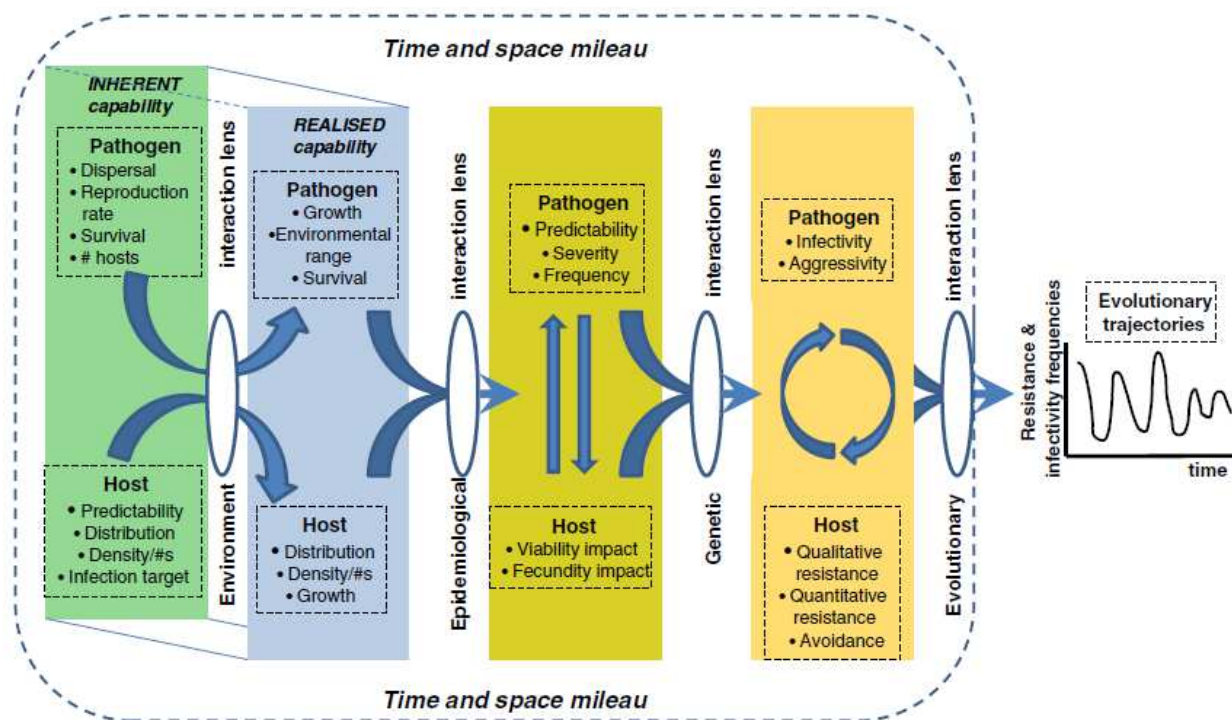 Time and space mileau
INHERENT
capability
Pathogen
• Dispersal
• Reproduction
rate
• Survival
• # hosts
Host
• Predictability
• Distribution
• Density/#s
• Infection target
interaction lens
Environment
REALISED
capability
Pathogen
• Growth
• Environmental
range
• Survival
Host
• Distribution
• Density/#s
• Growth
interaction lens
Epidemiological
Pathogen
• Predictability
• Severity
• Frequency
Host
• Viability impact
• Fecundity impact
interaction lens
Genetic
Pathogen
• Infectivity
• Aggressivity
Host
• Qualitative
resistance
• Quantitative
resistance
• Avoidance
interaction lens
Evolutionary
Evolutionary
trajectories
Resistance &
infectivity frequencies
time
Time and space mileau